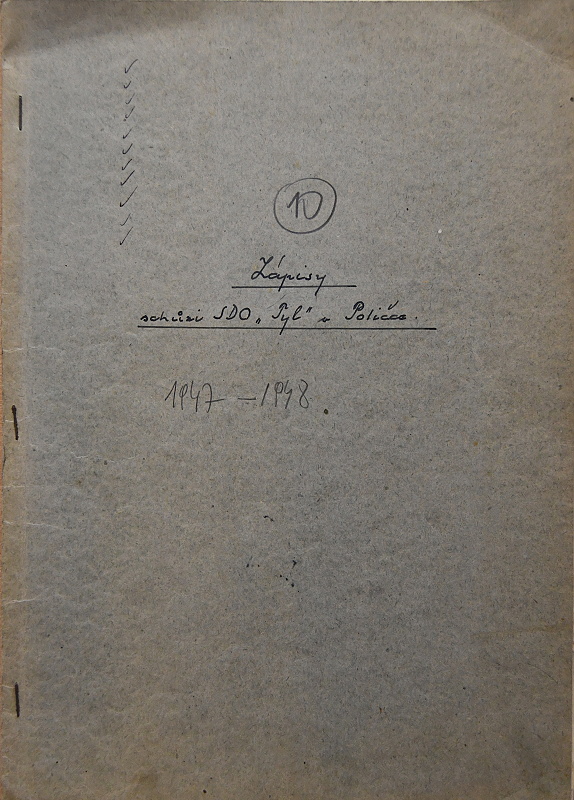 10
Zápisy
schůzí SDO „Tyl" v Poličce.
1947 – 1948.